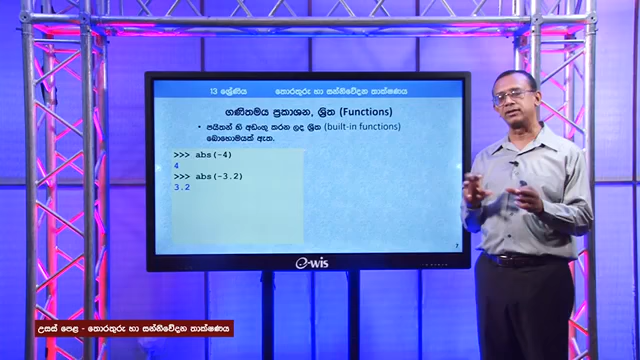 13 ශ්‍රේණිය තොරතුරු හා සන්නිවේදන තාක්ෂණය
ගණිතමය ප්‍රකාශන, ශ්‍රිත (Functions)
• පයිතන් හි අඩංගු කරන ලද ශ්‍රිත (built-in functions)
බොහොමයක් ඇත.
>>> abs(-4)
4
>>> abs(-3.2)
3.2
7
e-wis
උසස් පෙළ - තොරතුරු හා සන්නිවේදන තාක්ෂණය